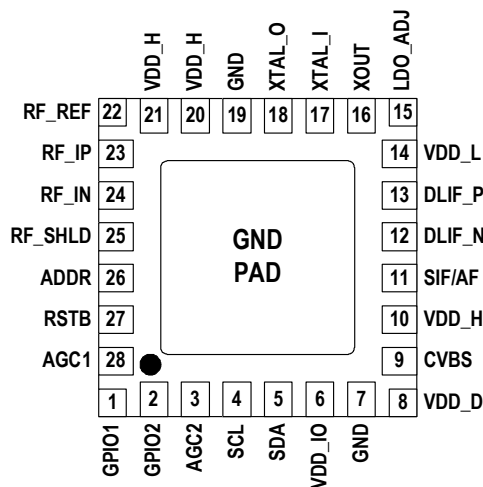 VDD_H
VDD_H
GND
XTAL_O
XTAL_I
XOUT
LDO_ADJ
RF_REF 22 21 20 19 18 17 16 15
RF_IP 23 14 VDD_L
RF_IN 24 13 DLIF_P
RF_SHLD 25 12 DLIF_N
GND
PAD
ADDR 26 11 SIF/AF
RSTB 27 10 VDD_H
AGC1 28 9 CVBS
1 2 3 4 5 6 7 8 VDD_D
GPIO1
GPIO2
AGC2
SCL
SDA
VDD_IO
GND